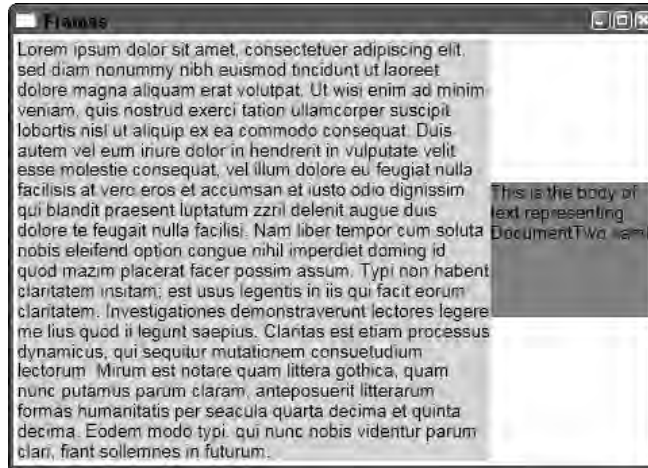 Frames
Lorem ipsum dolor sit amet, consectetuer adipiscing elit,
sed diam nonummy nibh euismod tincidunt ut laoreet
dolore magna aliquam erat volutpat. Ut wisi enim ad minim
veniam, quis nostrud exerci tation ullamcorper suscipit
lobortis nisl ut aliquip ex ea commodo consequat. Duis
autem vel eum iriure dolor in hendrerit in vulputate velit
esse molestie consequat, vel illum dolore eu feugiat nulla
facilisis at vero eros et accumsan et iusto odio dignissim
qui blandit praesent luptatum zzril delenit augue duis
dolore te feugait nulla facilisi. Nam liber tempor cum soluta
nobis eleifend option congue nihil imperdiet doming id
quod mazim placerat facer possim assum. Typi non habent
claritatem insitam; est usus legentis in iis qui facit eorum
claritatem. Investigationes demonstraverunt lectores legere
me lius quod ii legunt saepius. Claritas est etiam processus
dynamicus, qui sequitur mutationem consuetudium
lectorum. Mirum est notare quam littera gothica, quam
nunc putamus parum claram, anteposuerit litterarum
formas humanitatis per seacula quarta decima et quinta
decima. Eodem modo typi, qui nunc nobis videntur parum
clari, fiant sollemnes in futurum.
This is the body of
text representing
DocumentTwo.xaml